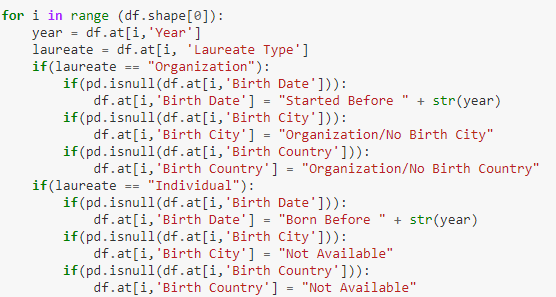 for i in range (df.shape[0]):
    year = df.at[i,'Year']
    laureate = df.at[i, 'Laureate Type']
    if(laureate == "Organization"):
        if(pd.isnull(df.at[i,'Birth Date'])):
            df.at[i,'Birth Date'] = "Started Before " + str(year)
        if(pd.isnull(df.at[i,'Birth City'])):
            df.at[i,'Birth City'] = "Organization/No Birth City"
        if(pd.isnull(df.at[i,'Birth Country'])):
            df.at[i,'Birth Country'] = "Organization/No Birth Country"
    if(laureate == "Individual"):
        if(pd.isnull(df.at[i,'Birth Date'])):
            df.at[i,'Birth Date'] = "Born Before " + str(year)
        if(pd.isnull(df.at[i,'Birth City'])):
            df.at[i,'Birth City'] = "Not Available"
        if(pd.isnull(df.at[i,'Birth Country'])):
            df.at[i,'Birth Country'] = "Not Available"